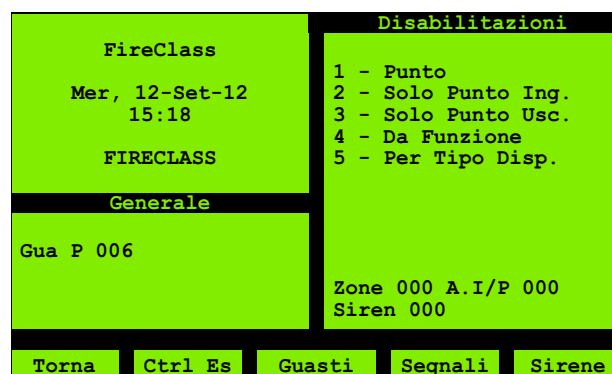 FireClass
Mer, 12-Set-12
15:18
FIRECLASS
Generale
Gua P 006
Disabilitazioni
1 - Punto
2 - Solo Punto Ing.
3 - Solo Punto Usc.
4 - Da Funzione
5 - Per Tipo Disp.
Zone 000 A.I/P 000
Siren 000
Torna Ctrl Es Guasti Segnali Sirene